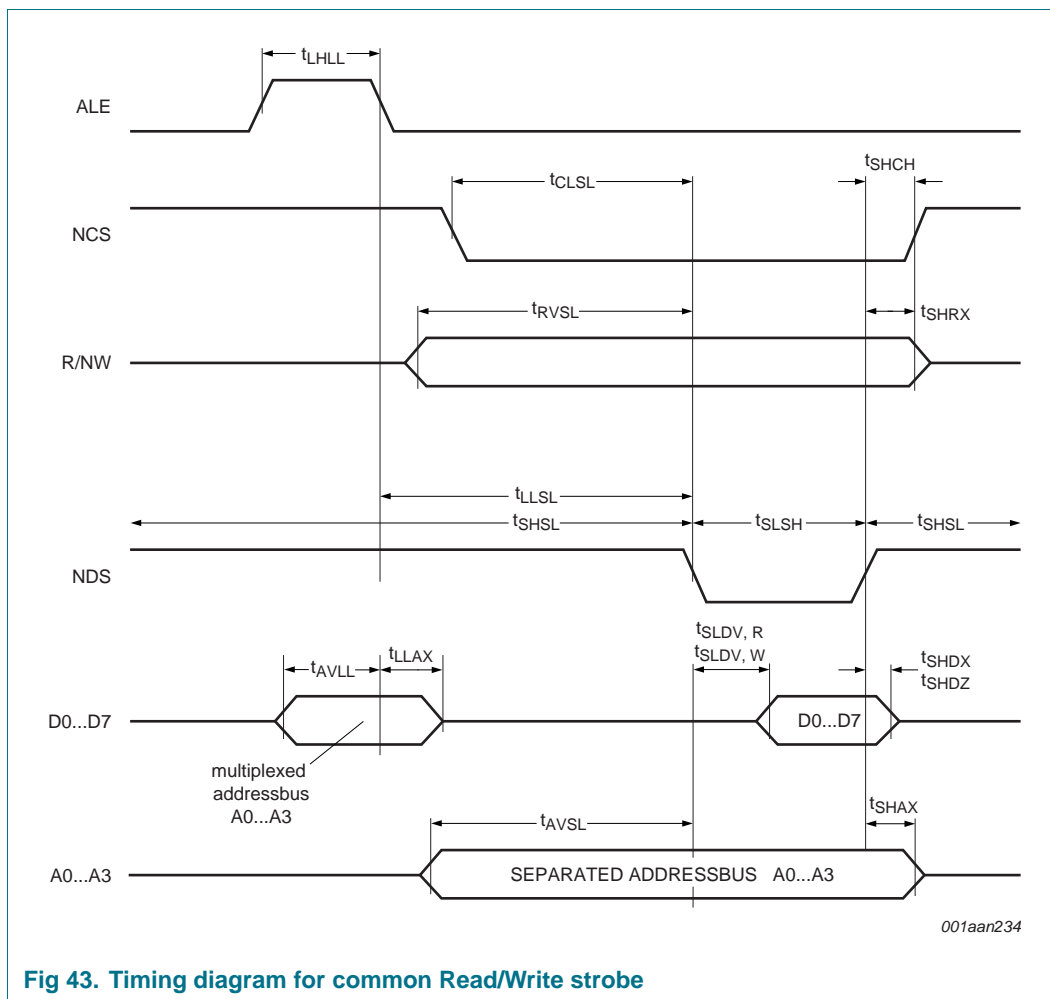 tLHLL
ALE
tCLSL
tSHCH
NCS
tRVSL
tSHRX
R/NW
tLLSL
tSHSL
tSLSH
tSHSL
NDS
tSLDV, R
tSLDV, W
tAVLL
tLLAX
tSHDX
tSHDZ
D0...D7
D0...D7
multiplexed
addressbus
A0...A3
tAVSL
tSHAX
A0...A3
SEPARATED ADDRESSBUS A0...A3
001aan234
Fig 43. Timing diagram for common Read/Write strobe